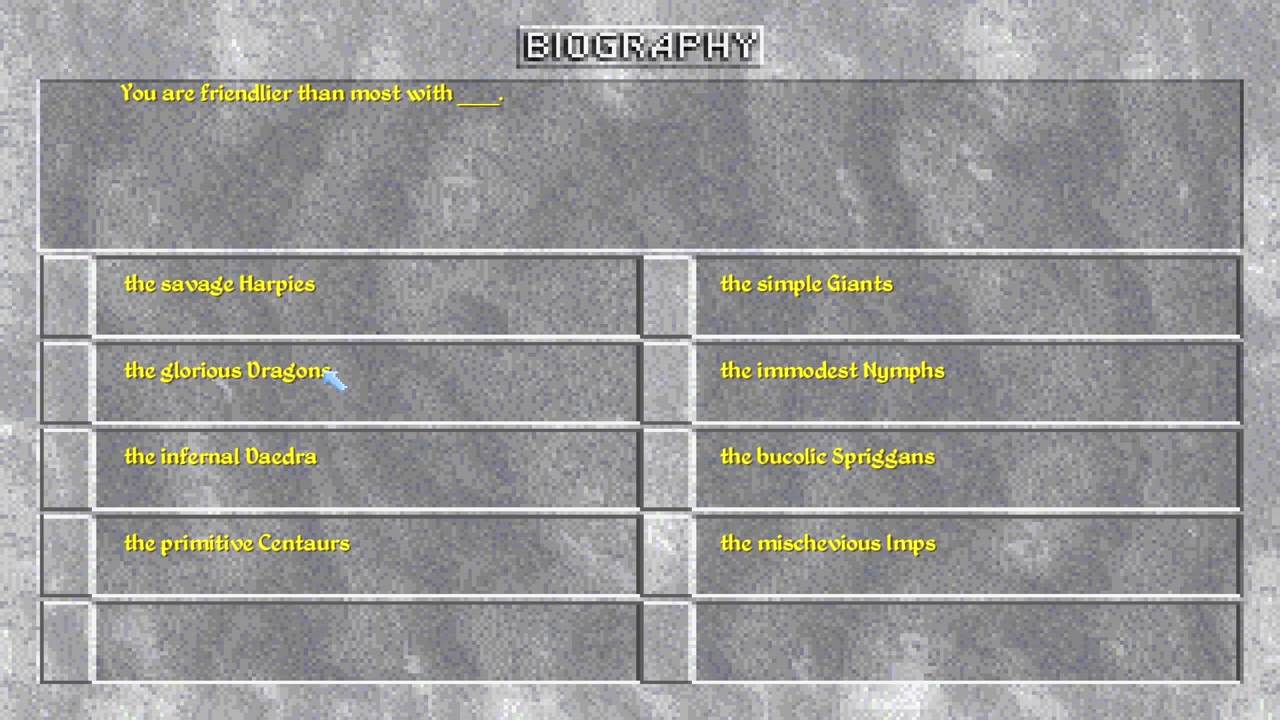 BIOGRAPHY
You are friendlier than most with ____.
the savage Harpies
the simple Giants
the glorious Dragons
the immodest Nymphs
the infernal Daedra
the bucolic Spriggans
the primitive Centaurs
the mischevious Imps